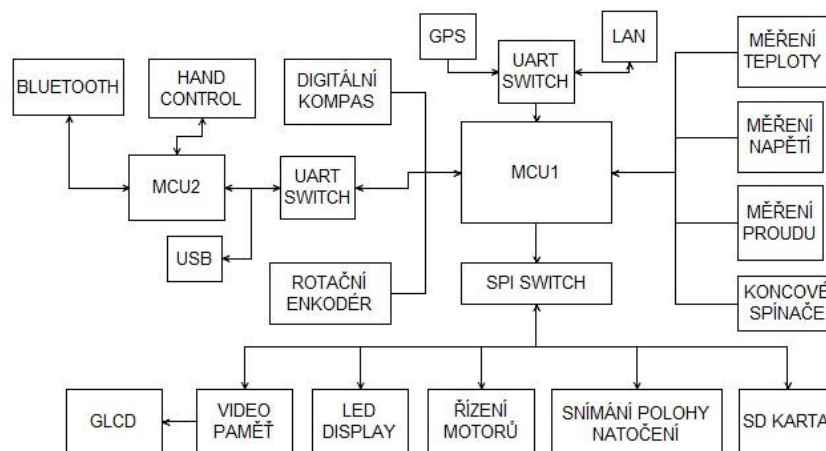 GPS
LAN
UART
SWITCH
MĚŘENÍ
TEPLOTY
BLUETOOTH
HAND
CONTROL
DIGITÁLNÍ
KOMPAS
MĚŘENÍ
NAPĚTÍ
MCU2
UART
SWITCH
MCU1
MĚŘENÍ
PROUDU
USB
ROTAČNÍ
ENKODÉR
SPI SWITCH
KONCOVÉ
SPÍNAČE
GLCD
VIDEO
PAMĚŤ
LED
DISPLAY
ŘÍZENÍ
MOTORŮ
SNÍMÁNÍ POLOHY
NATOČENÍ
SD KARTA